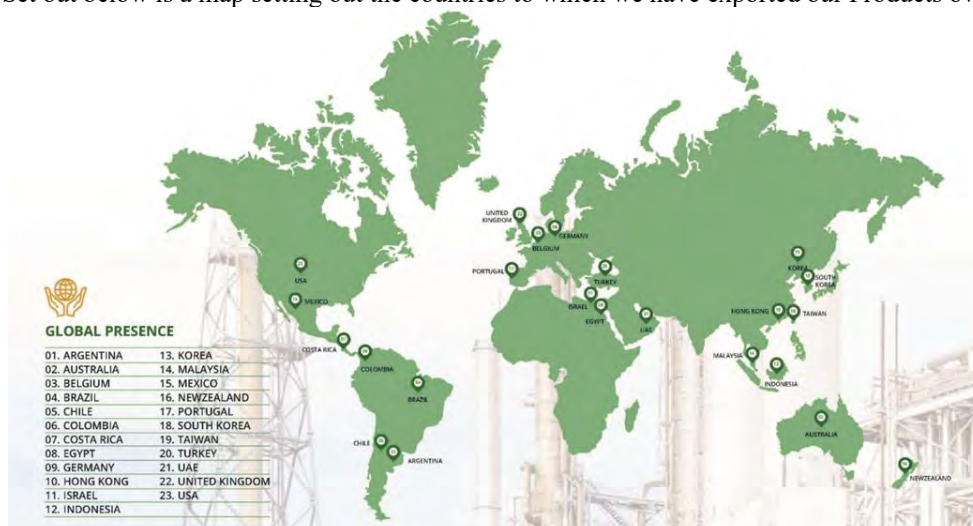 Set out below is a map setting out the countries to which we have exported our Products ov
UNITED
KINGDOM
GERMANY
BELGIUM
PORTUGAL
TURKEY
ISRAEL
EGYPT
UAE
KOREA
SOUTH
KOREA
HONG KONG
TAIWAN
MALAYSIA
INDONESIA
AUSTRALIA
NEWZEALAND
USA
MEXICO
COSTA RICA
COLOMBIA
BRAZIL
CHILE
ARGENTINA
GLOBAL PRESENCE
01. ARGENTINA
02. AUSTRALIA
03. BELGIUM
04. BRAZIL
05. CHILE
06. COLOMBIA
07. COSTA RICA
08. EGYPT
09. GERMANY
10. HONG KONG
11. ISRAEL
12. INDONESIA
13. KOREA
14. MALAYSIA
15. MEXICO
16. NEWZEALAND
17. PORTUGAL
18. SOUTH KOREA
19. TAIWAN
20. TURKEY
21. UAE
22. UNITED KINGDOM
23. USA